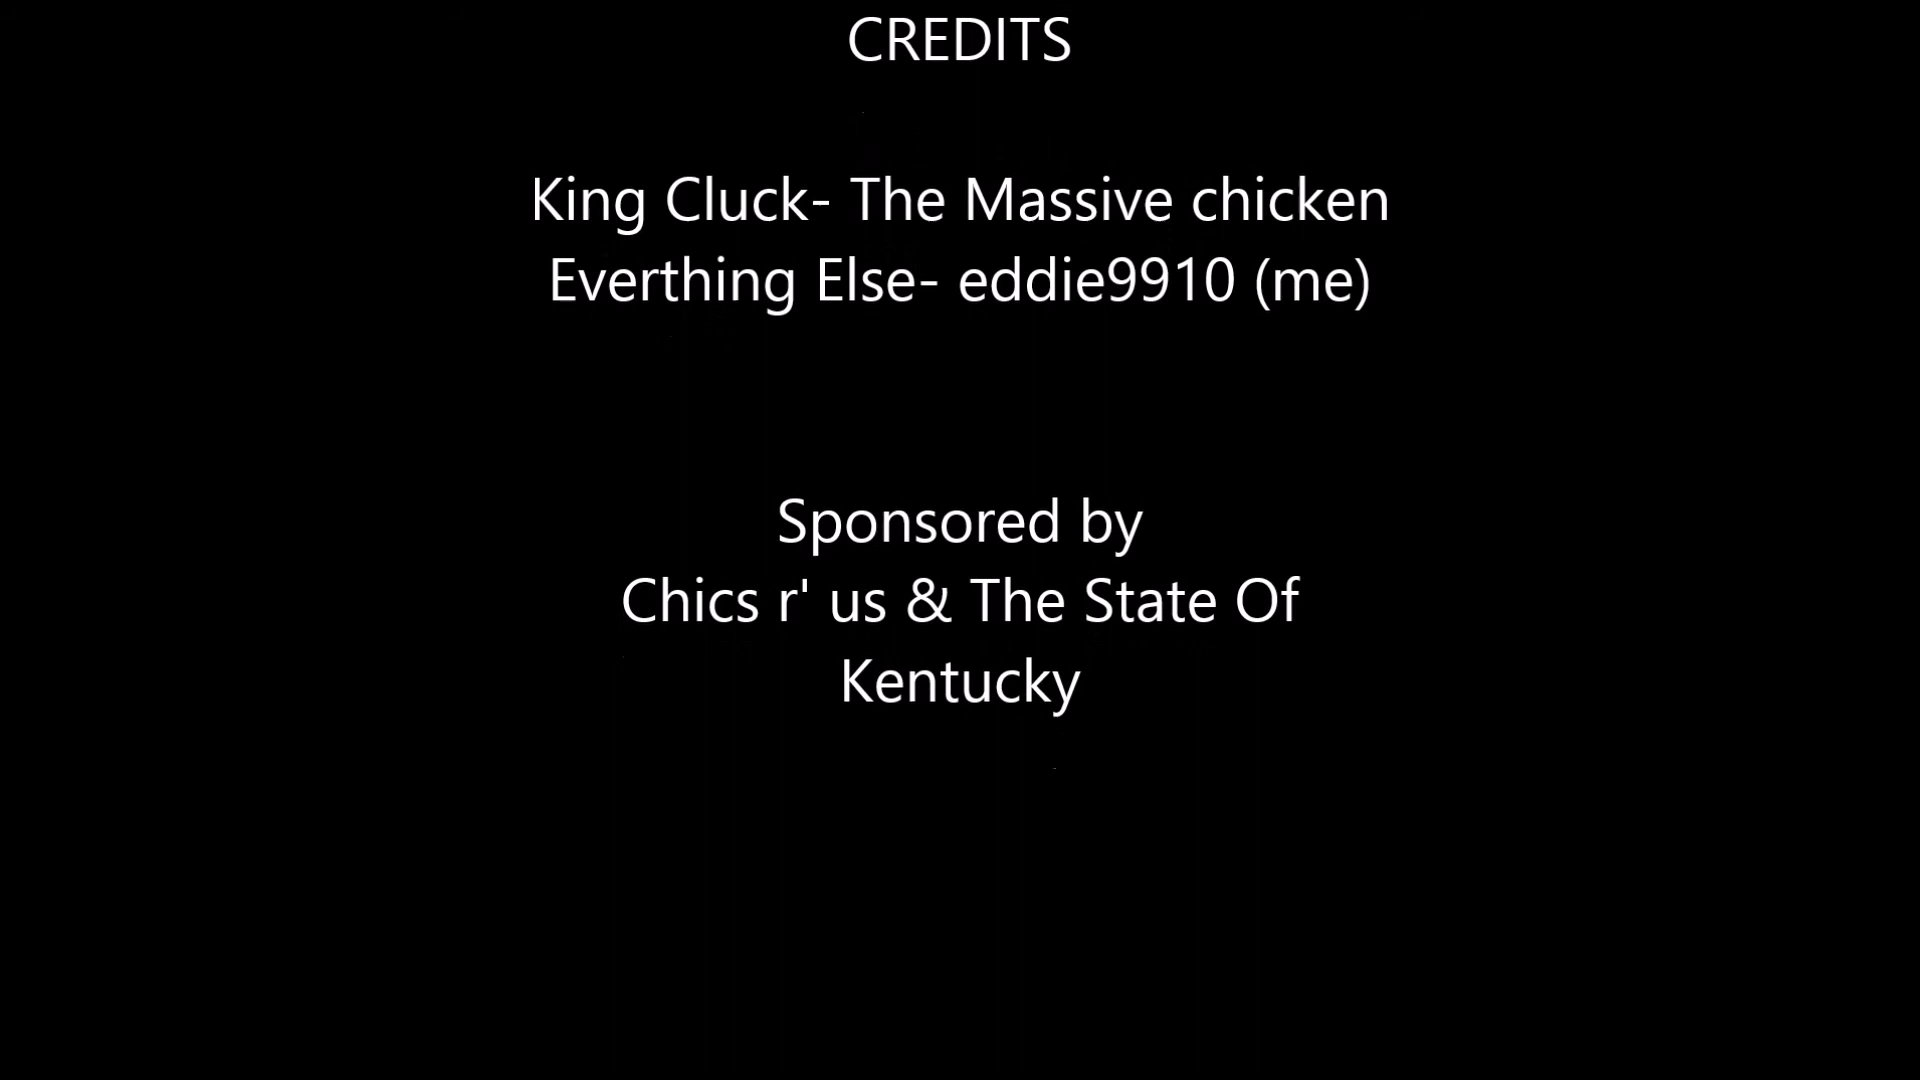 CREDITS
King Cluck- The Massive chicken
Everthing Else- eddie9910 (me)
Sponsored by
Chics r' us & The State Of
Kentucky